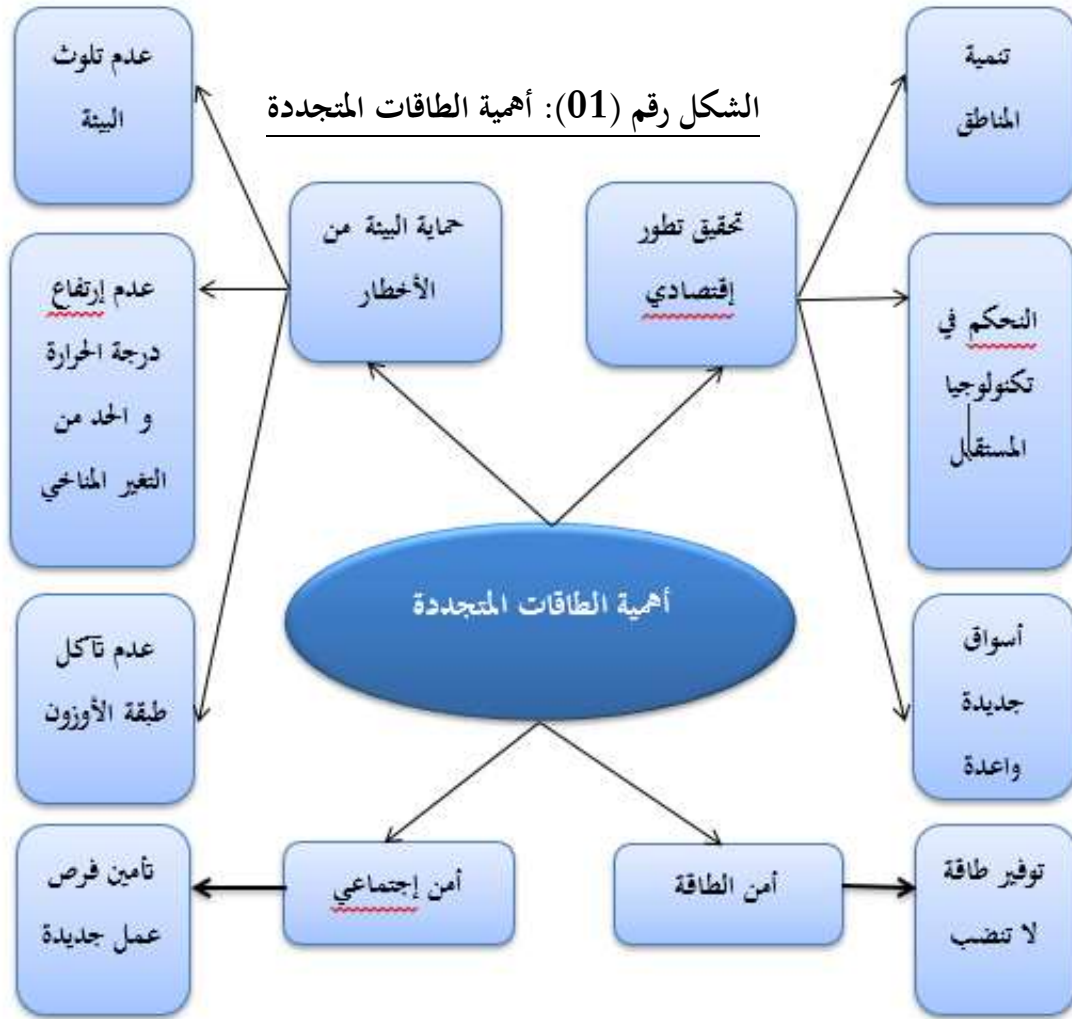 الشكل رقم (01): أهمية الطاقات المتجددة
تنمية
المناطق
تحقيق تطور
إقتصادي
حماية البيئة من
الأخطار
عدم تلوث
البيئة
التحكم في
تكنولوجيا
المستقبل
عدم إرتفاع
درجة الحرارة
و الحد من
التغير المناخي
أهمية الطاقات المتجددة
أسواق
جديدة
واعدة
عدم تآكل
طبقة الأوزون
توفير طاقة
لا تنضب
أمن الطاقة
أمن إجتماعي
تأمين فرص
عمل جديدة